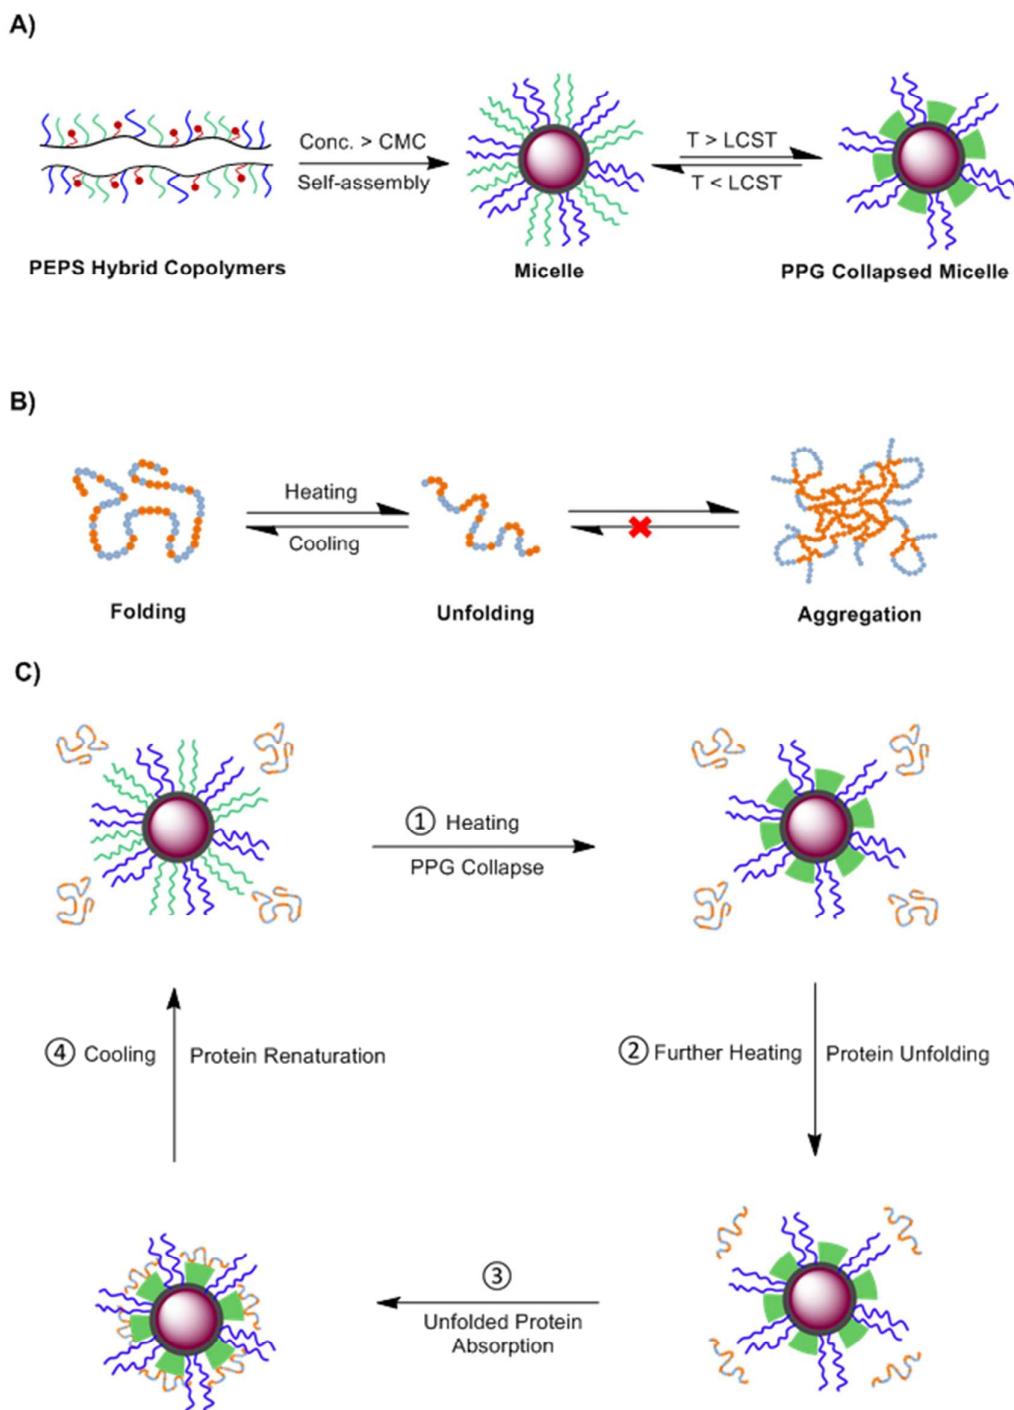 A)
Conc. > CMC
Self-assembly
T > LCST
T < LCST
PEPS Hybrid Copolymers
Micelle
PPG Collapsed Micelle
B)
Heating
Cooling
Folding
Unfolding
Aggregation
C)
① Heating
PPG Collapse
④ Cooling
Protein Renaturation
② Further Heating
Protein Unfolding
③
Unfolded Protein
Absorption